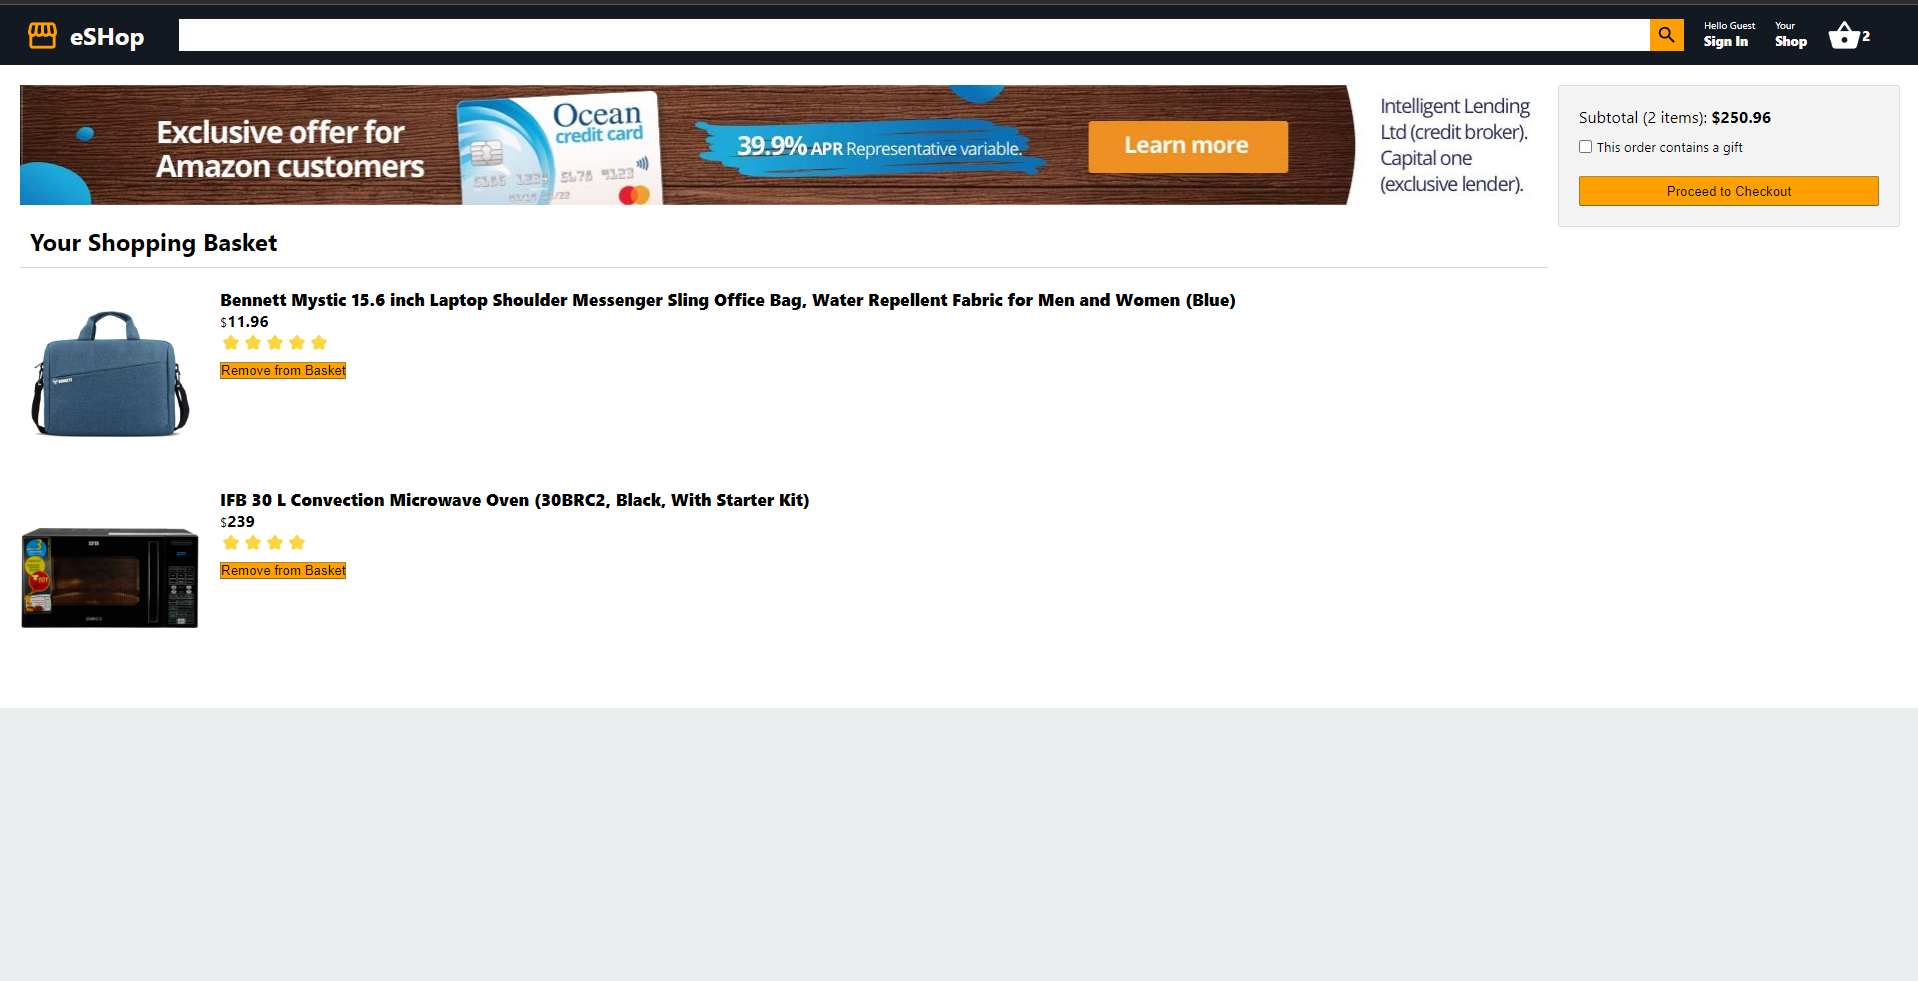 eSHop
Hello Guest
Sign In
Your
Shop
2
Exclusive offer for
Amazon customers
Ocean
credit card
39.9% APR Representative variable.
Learn more
Intelligent Lending
Ltd (credit broker).
Capital one
(exclusive lender).
Subtotal (2 items): $250.96
This order contains a gift
Proceed to Checkout
Your Shopping Basket
Bennett Mystic 15.6 inch Laptop Shoulder Messenger Sling Office Bag, Water Repellent Fabric for Men and Women (Blue)
$11.96
Remove from Basket
IFB 30 L Convection Microwave Oven (30BRC2, Black, With Starter Kit)
$239
Remove from Basket